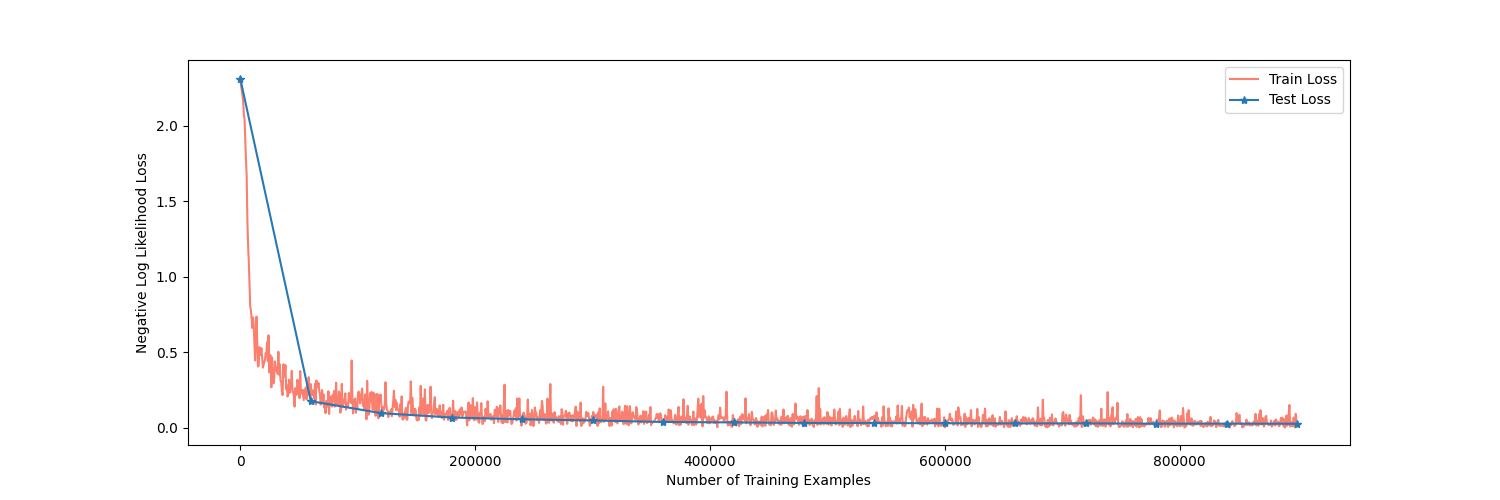 Train Loss
Test Loss
2.0
1.5
1.0
0.5
0.0
Negative Log Likelihood Loss
0 200000 400000 600000 800000
Number of Training Examples